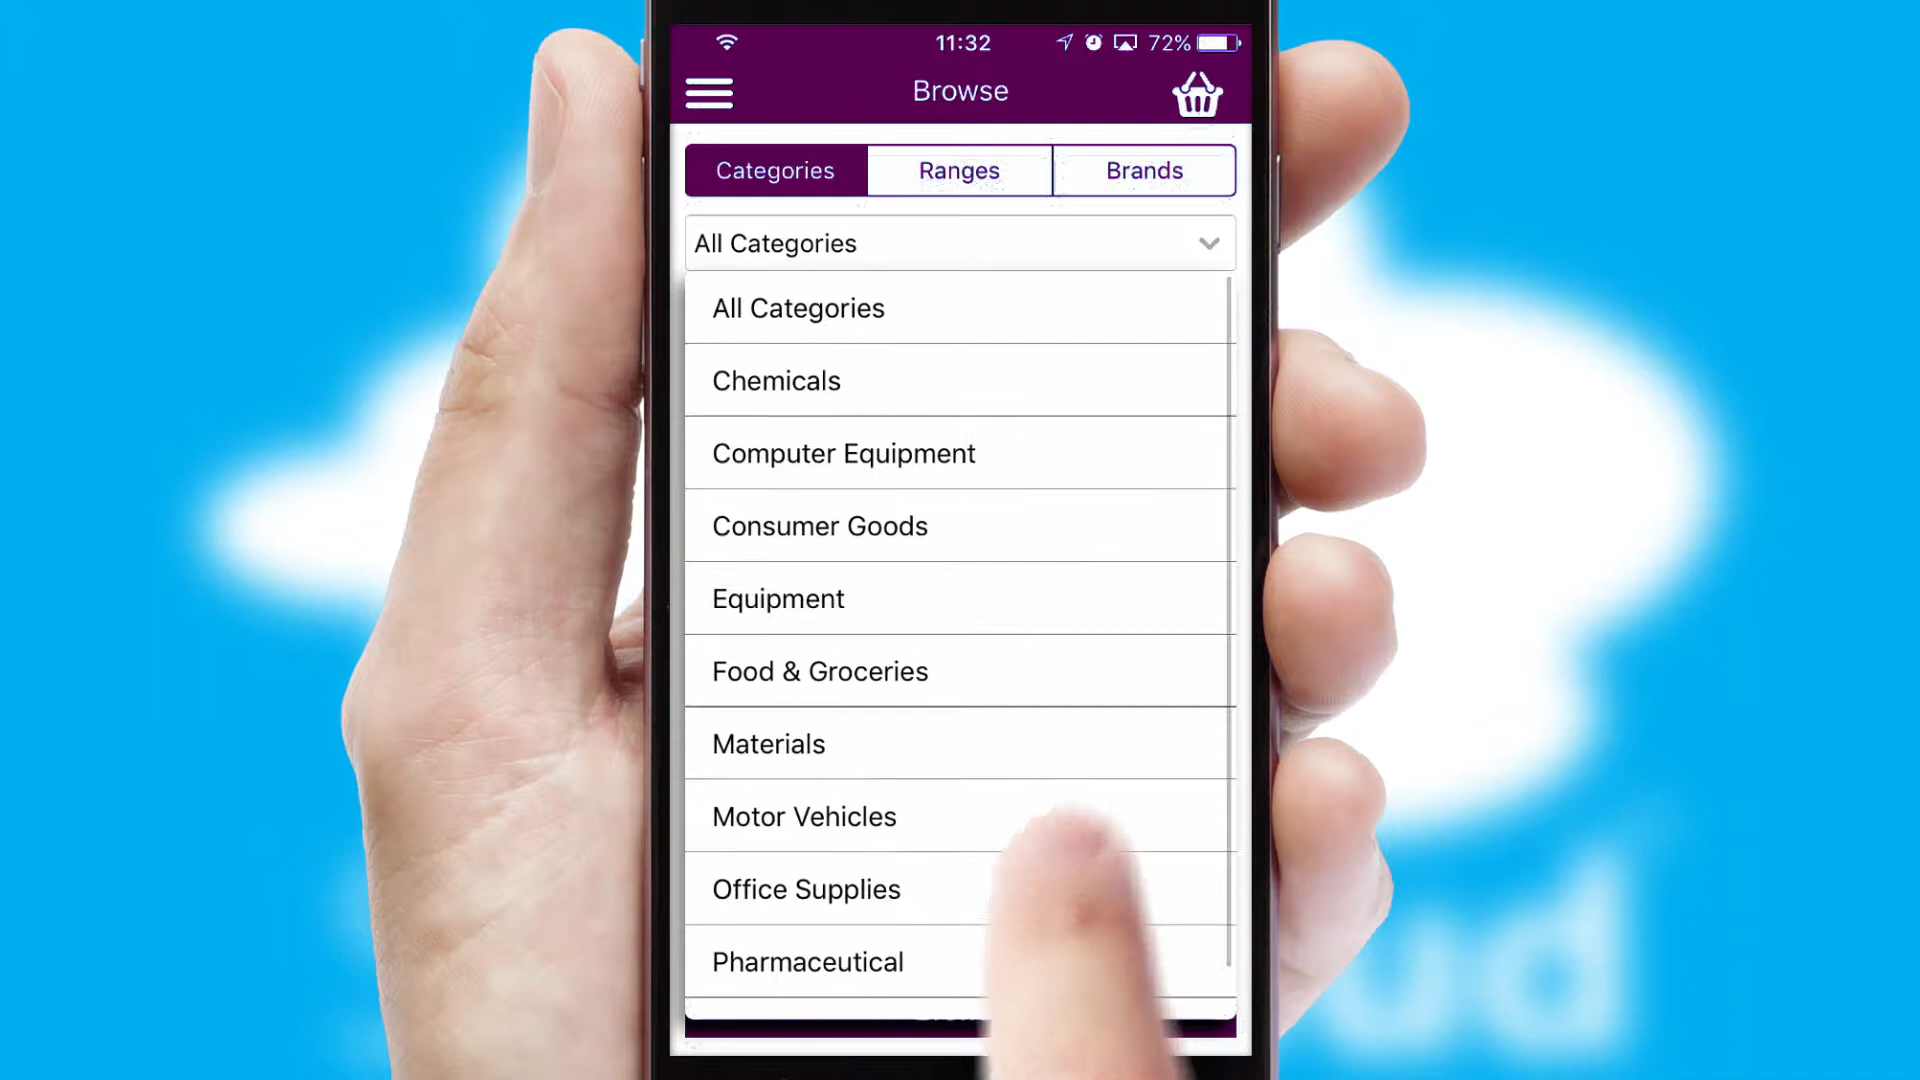 11:32
72%
Browse
Categories
Ranges
Brands
All Categories
All Categories
Chemicals
Computer Equipment
Consumer Goods
Equipment
Food & Groceries
Materials
Motor Vehicles
Office Supplies
Pharmaceutical